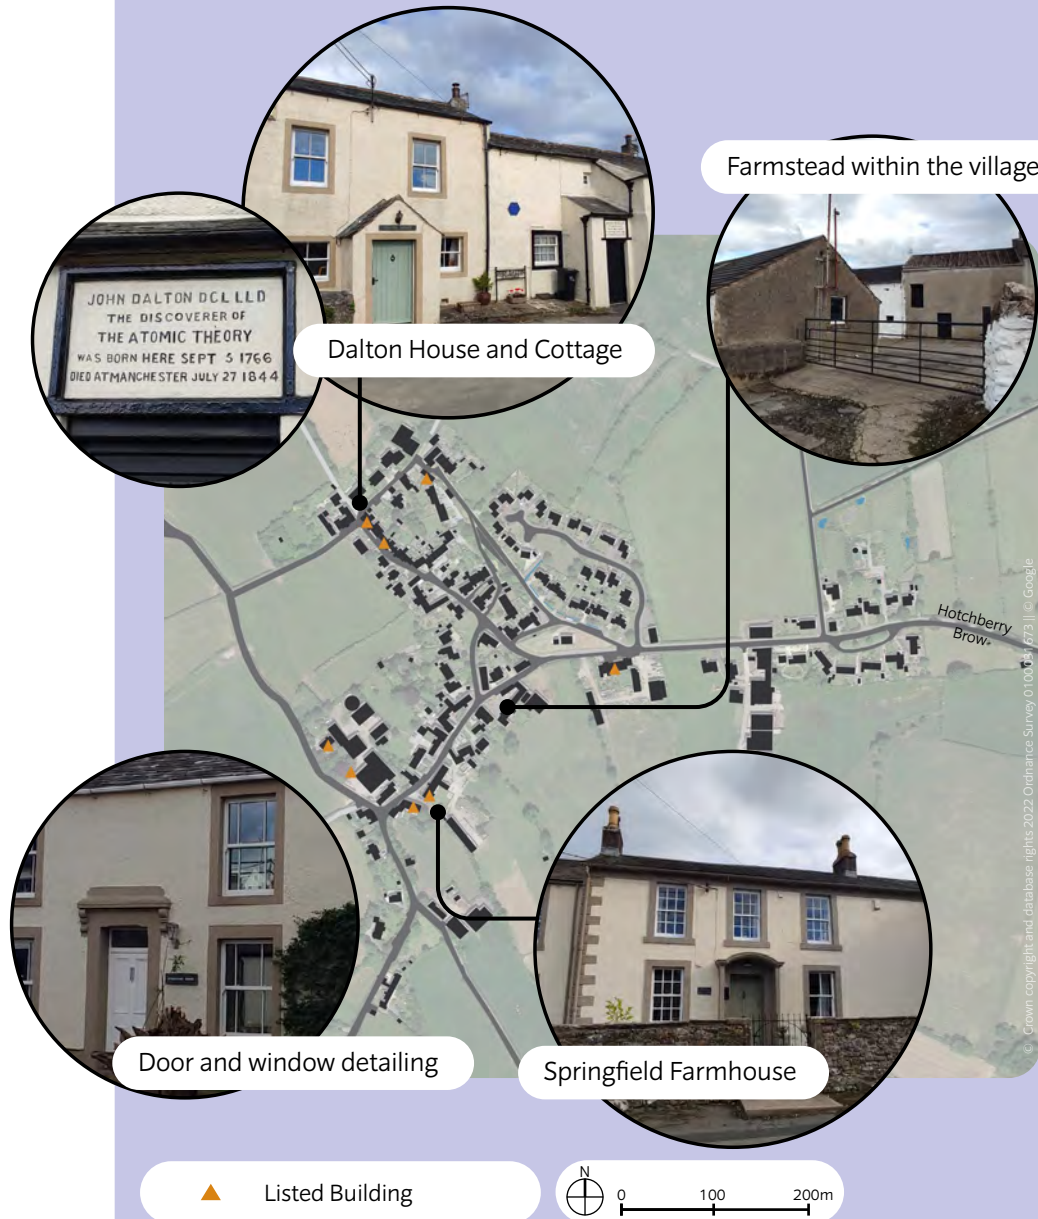 Farmstead within the village
JOHN DALTON DCL LLD
THE DISCOVERER OF
THE ATOMIC THEORY
WAS BORN HERE SEPT 5 1766
DIED AT MANCHESTER JULY 27 1844
Dalton House and Cottage
Hotchberry
Brow
© Crown copyright and database rights 2022 Ordnance Survey 0100031673 || © Google
Door and window detailing
Springfield Farmhouse
Listed Building
N
0 100 200m